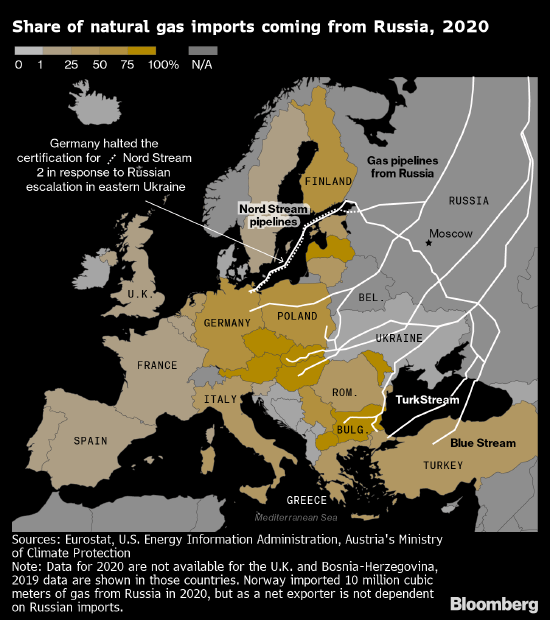 Share of natural gas imports coming from Russia, 2020
0 1 25 50 75 100% N/A
Germany halted the
certification for Nord Stream
2 in response to Russian
escalation in eastern Ukraine
Gas pipelines
from Russia
FINLAND
RUSSIA
Nord Stream
pipelines
Moscow
U.K.
BEL.
GERMANY
POLAND
UKRAINE
FRANCE
ITALY
ROM.
TurkStream
SPAIN
BULG.
Blue Stream
TURKEY
GREECE
Mediterranean Sea
Sources: Eurostat, U.S. Energy Information Administration, Austria's Ministry
of Climate Protection
Note: Data for 2020 are not available for the U.K. and Bosnia-Herzegovina,
2019 data are shown in those countries. Norway imported 10 million cubic
meters of gas from Russia in 2020, but as a net exporter is not dependent
on Russian imports.
Bloomberg